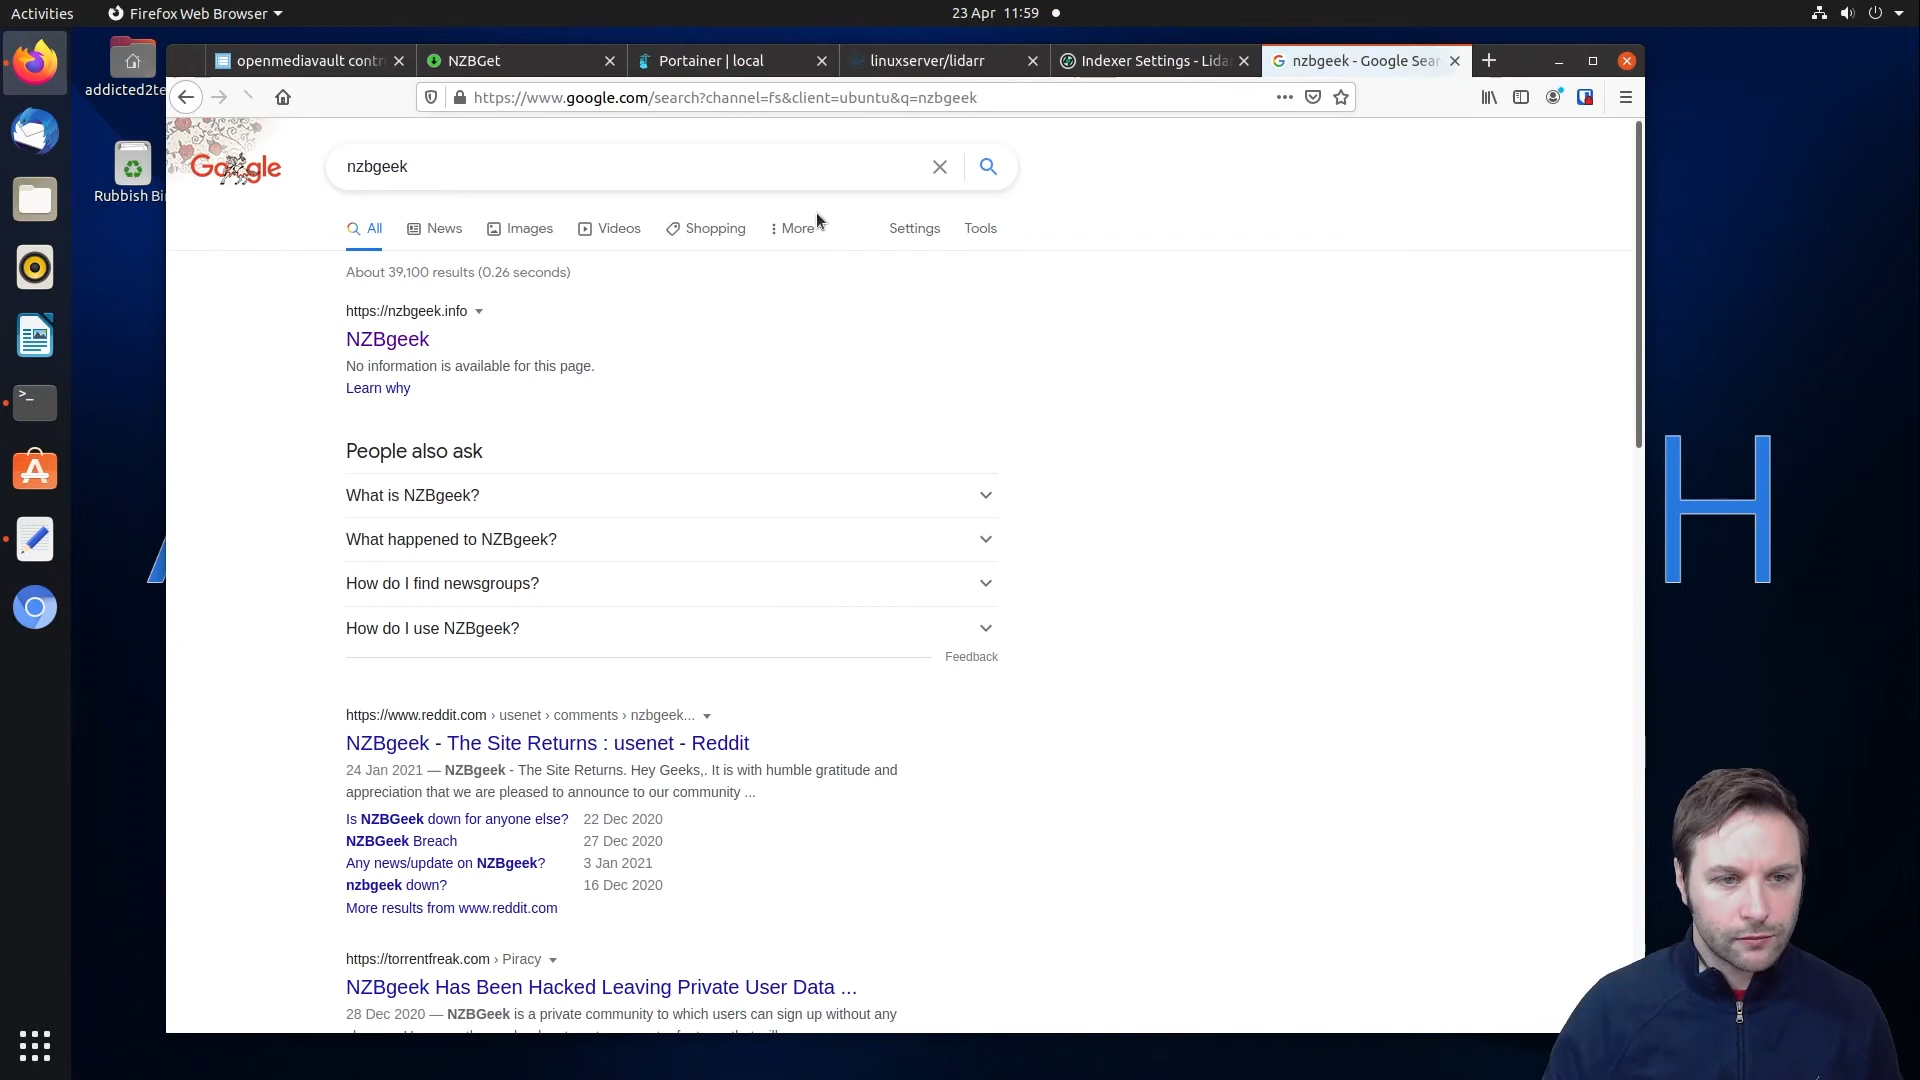 Activities
Firefox Web Browser
23 Apr 11:59
addicted2te
Rubbish Bi
openmediavault contr
NZBGet
Portainer | local
linuxserver/lidarr
Indexer Settings - Lida
nzbgeek - Google Sear
https://www.google.com/search?channel=fs&client=ubuntu&q=nzbgeek
Google
nzbgeek
All
News
Images
Videos
Shopping
More
Settings
Tools
About 39,100 results (0.26 seconds)
https://nzbgeek.info
NZBgeek
No information is available for this page.
Learn why
People also ask
What is NZBgeek?
What happened to NZBgeek?
How do I find newsgroups?
How do I use NZBgeek?
Feedback
https://www.reddit.com › usenet › comments › nzbgeek...
NZBgeek - The Site Returns : usenet - Reddit
24 Jan 2021 — NZBgeek - The Site Returns. Hey Geeks,. It is with humble gratitude and
appreciation that we are pleased to announce to our community ...
Is NZBGeek down for anyone else? 22 Dec 2020
NZBGeek Breach 27 Dec 2020
Any news/update on NZBgeek? 3 Jan 2021
nzbgeek down? 16 Dec 2020
More results from www.reddit.com
https://torrentfreak.com › Piracy
NZBgeek Has Been Hacked Leaving Private User Data ...
28 Dec 2020 — NZBGeek is a private community to which users can sign up without any
H